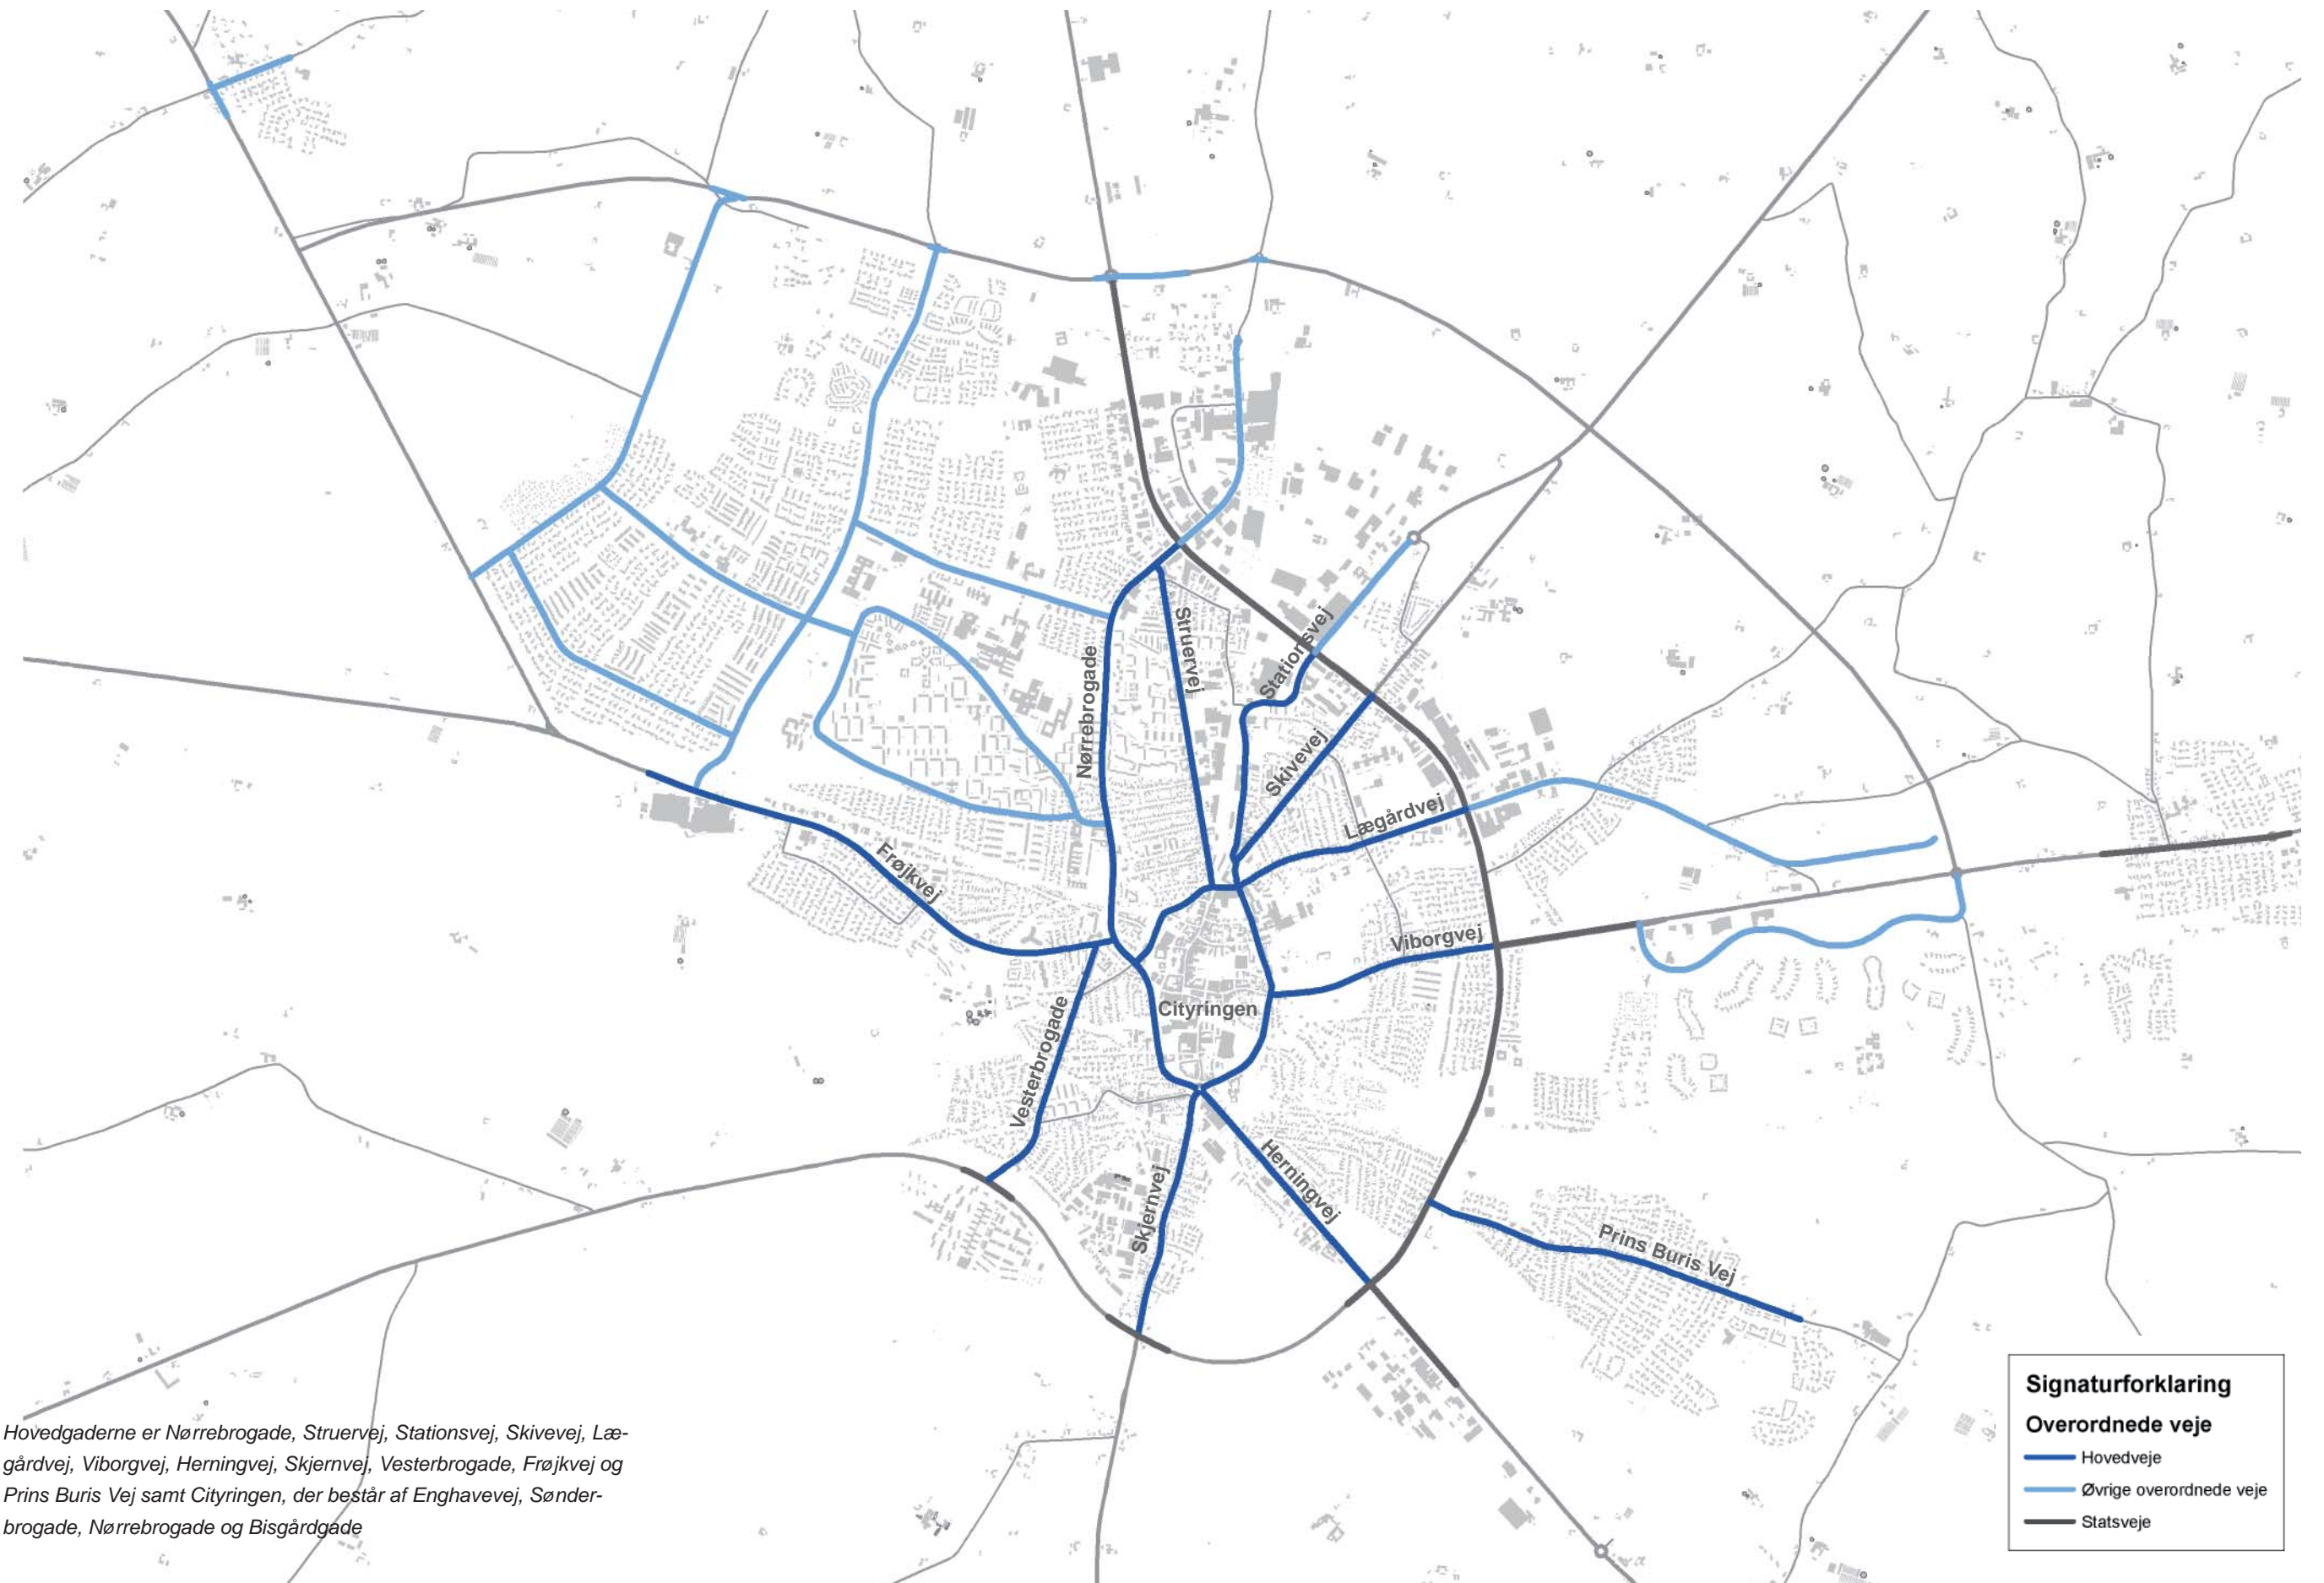 Struervej
Stationsvej
Nørrebrogade
Skivevej
Lægårdvej
Frøjkvej
Viborgvej
Cityringen
Vesterbrogade
Herningvej
Skjernvej
Prins Buris Vej
Hovedgaderne er Nørrebrogade, Struervej, Stationsvej, Skivevej, Læ-
gårdvej, Viborgvej, Herningvej, Skjernvej, Vesterbrogade, Frøjkvej og
Prins Buris Vej samt Cityringen, der består af Enghavevej, Sønder-
brogade, Nørrebrogade og Bisgårdgade
Signaturforklaring
Overordnede veje
Hovedveje
Øvrige overordnede veje
Statsveje